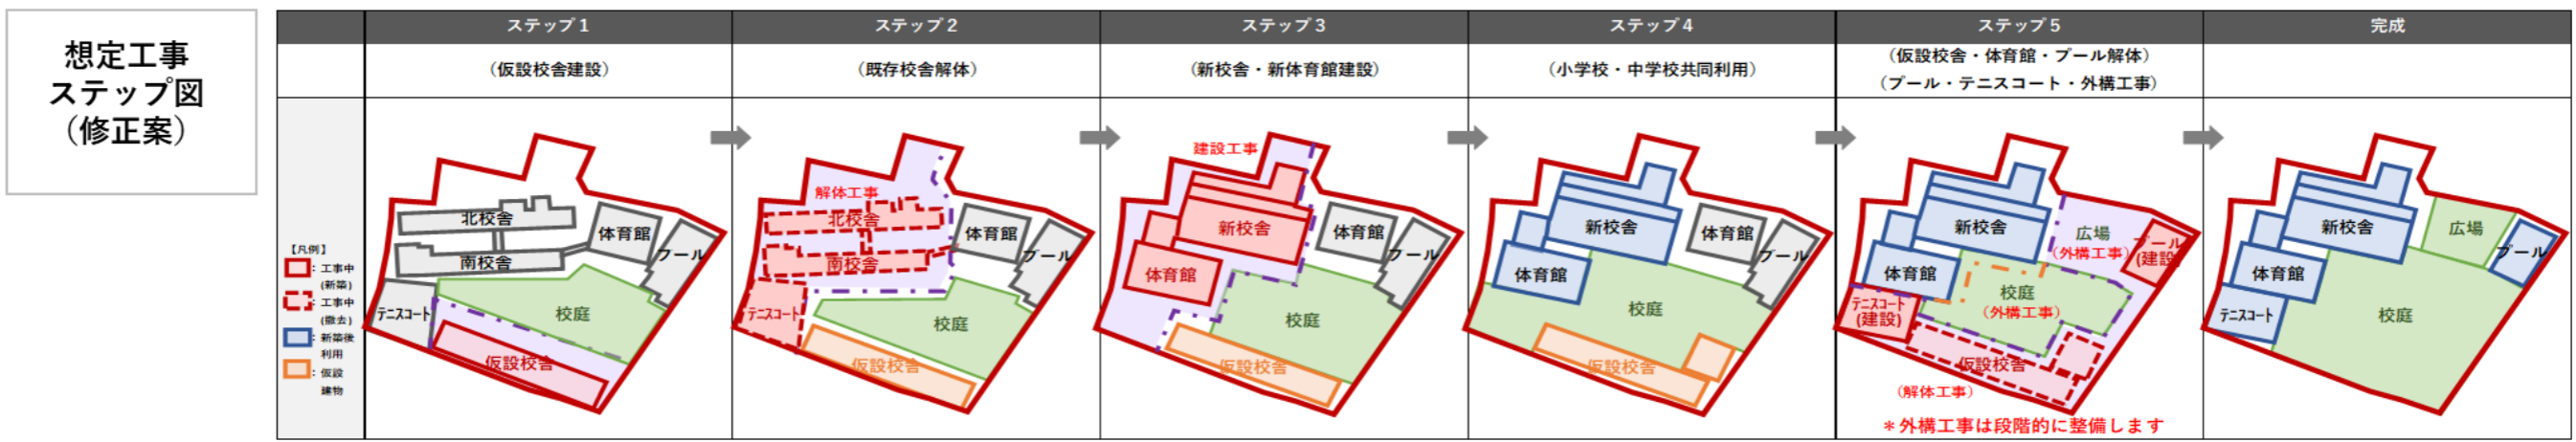 想定工事
ステップ図
（修正案）
ステップ１
ステップ２
ステップ３
ステップ４
ステップ５
完成
（仮設校舎建設）
（既存校舎解体）
（新校舎・新体育館建設）
（小学校・中学校共同利用）
（仮設校舎・体育館・プール解体）
（プール・テニスコート・外構工事）
【凡例】
：工事中
(新築)
：工事中
(撤去)
：新築後
利用
：仮設
建物
北校舎
南校舎
体育館
プール
テニスコート
校庭
仮設校舎
解体工事
北校舎
南校舎
体育館
プール
テニスコート
校庭
仮設校舎
建設工事
新校舎
体育館
体育館
プール
校庭
仮設校舎
新校舎
体育館
体育館
プール
校庭
仮設校舎
新校舎
体育館
広場
（外構工事）
プール
(建設)
校庭
（外構工事）
テニスコート
(建設)
仮設校舎
（解体工事）
＊外構工事は段階的に整備します
新校舎
体育館
広場
プール
テニスコート
校庭